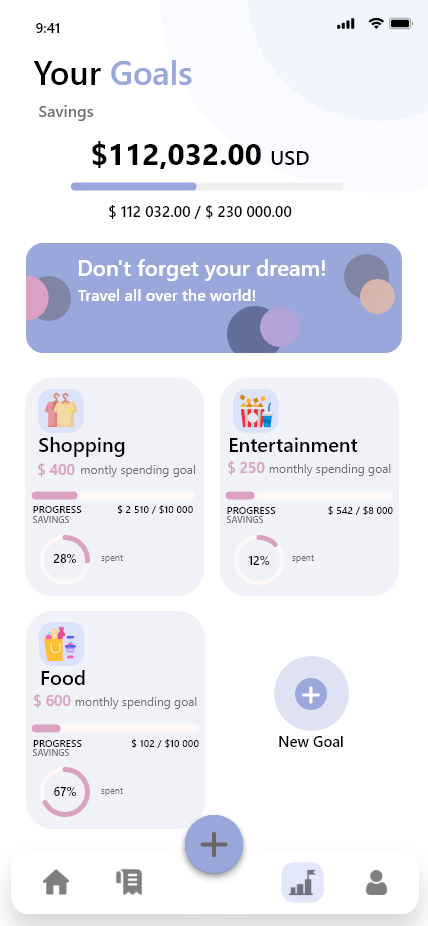 9:41
Your Goals
Savings
$112,032.00 USD
$ 112 032.00 / $ 230 000.00
Don't forget your dream!
Travel all over the world!
Shopping
$ 400 montly spending goal
PROGRESS $ 2 510 / $10 000
SAVINGS
28% spent
Entertainment
$ 250 monthly spending goal
PROGRESS $ 542 / $8 000
SAVINGS
12% spent
Food
$ 600 monthly spending goal
PROGRESS $ 102 / $10 000
SAVINGS
67% spent
New Goal